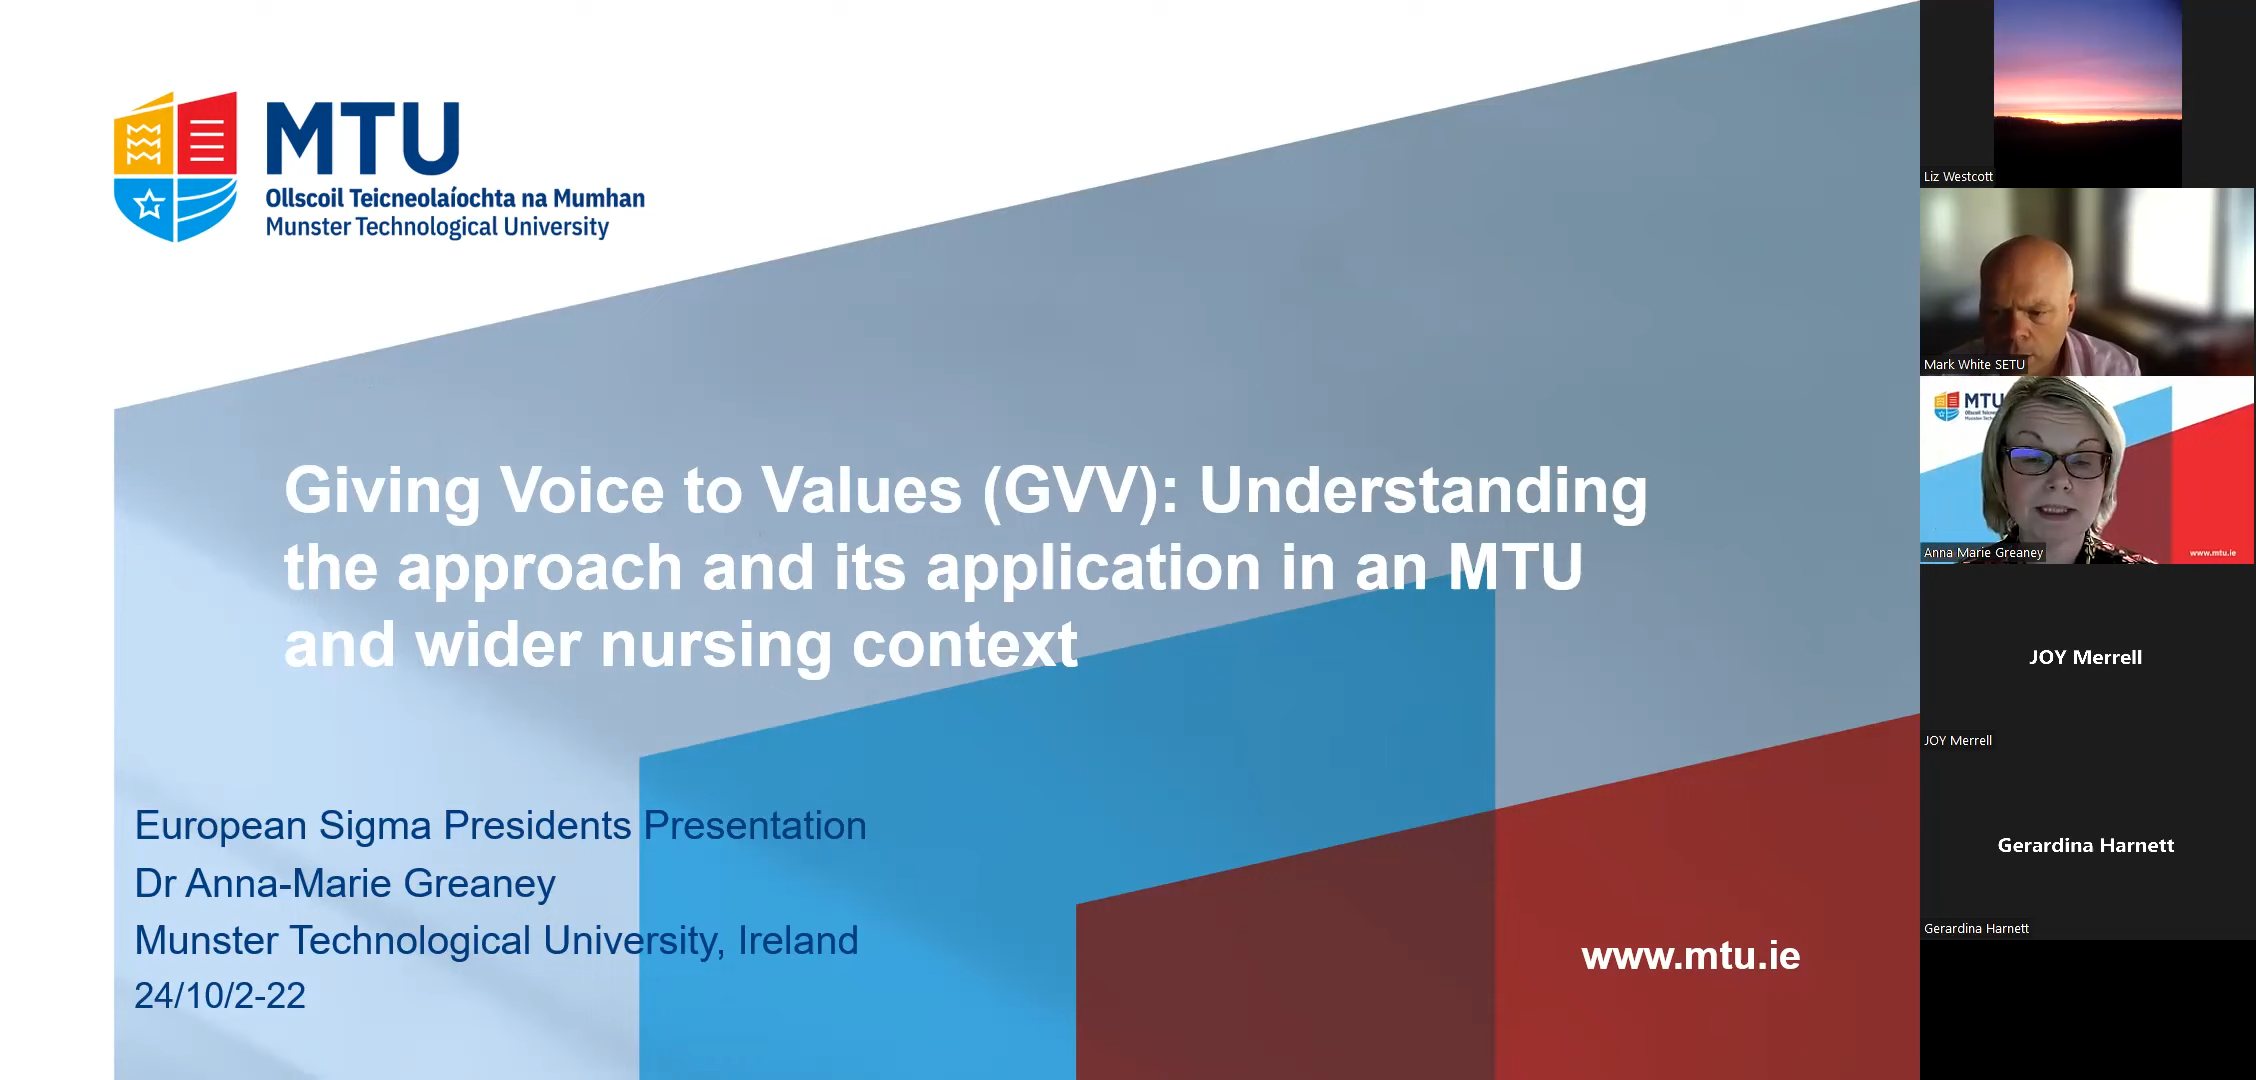 MTU
Ollscoil Teicneolaíochta na Mumhan
Munster Technological University
Giving Voice to Values (GVV): Understanding
the approach and its application in an MTU
and wider nursing context
European Sigma Presidents Presentation
Dr Anna-Marie Greaney
Munster Technological University, Ireland
24/10/2-22
www.mtu.ie
Liz Westcott
Mark White SETU
MTU
www.mtu.ie
Anna-Marie Greaney
JOY Merrell
JOY Merrell
Gerardina Harnett
Gerardina Harnett